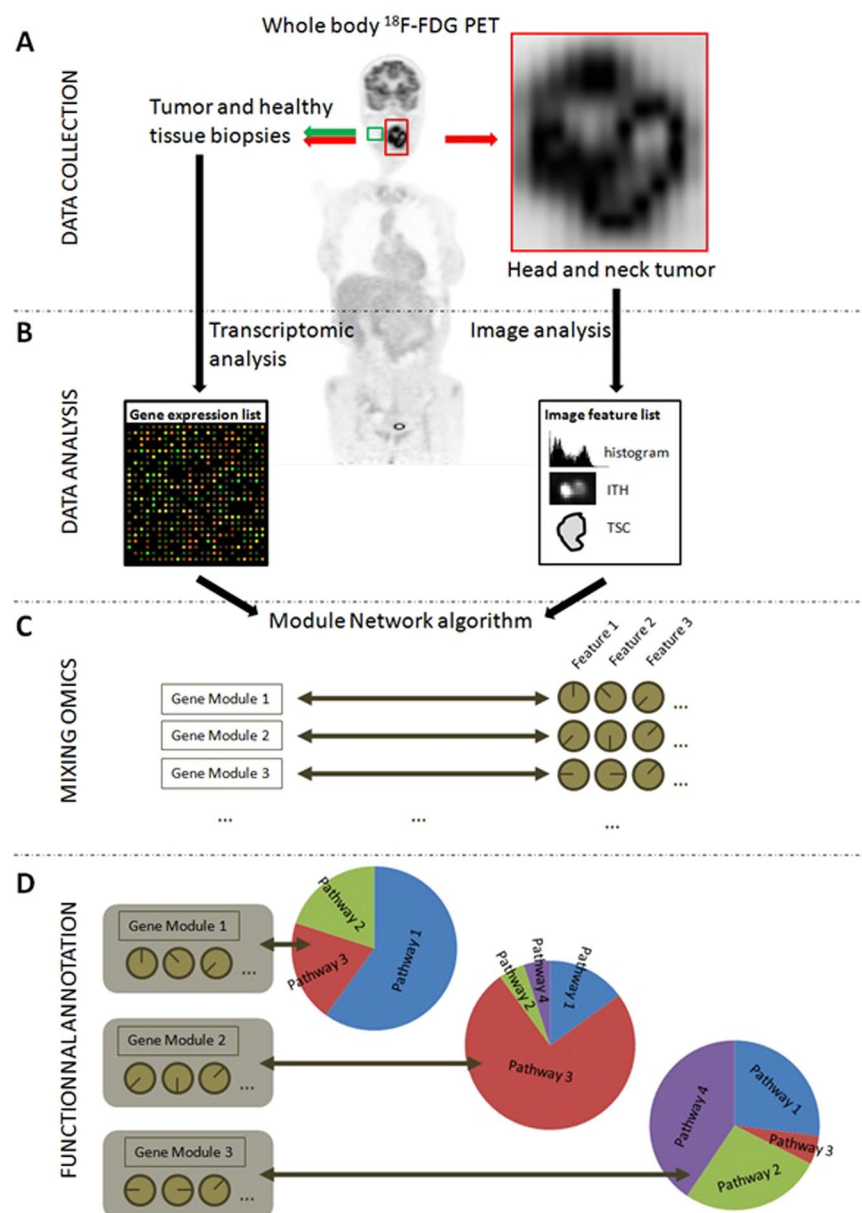 Whole body ¹⁸F-FDG PET
A
DATA COLLECTION
Tumor and healthy
tissue biopsies
Head and neck tumor
B
DATA ANALYSIS
Transcriptomic
analysis
Image analysis
Gene expression list
Image feature list
histogram
ITH
TSC
Module Network algorithm
C
MIXING OMICS
Feature 1
Feature 2
Feature 3
Gene Module 1
...
Gene Module 2
...
Gene Module 3
...
...
...
...
D
FUNCTIONNAL ANNOTATION
Gene Module 1
...
Pathway 2
Pathway 1
Pathway 3
Gene Module 2
...
Pathway 2
Pathway 4
Pathway 1
Pathway 3
Gene Module 3
...
Pathway 4
Pathway 1
Pathway 3
Pathway 2